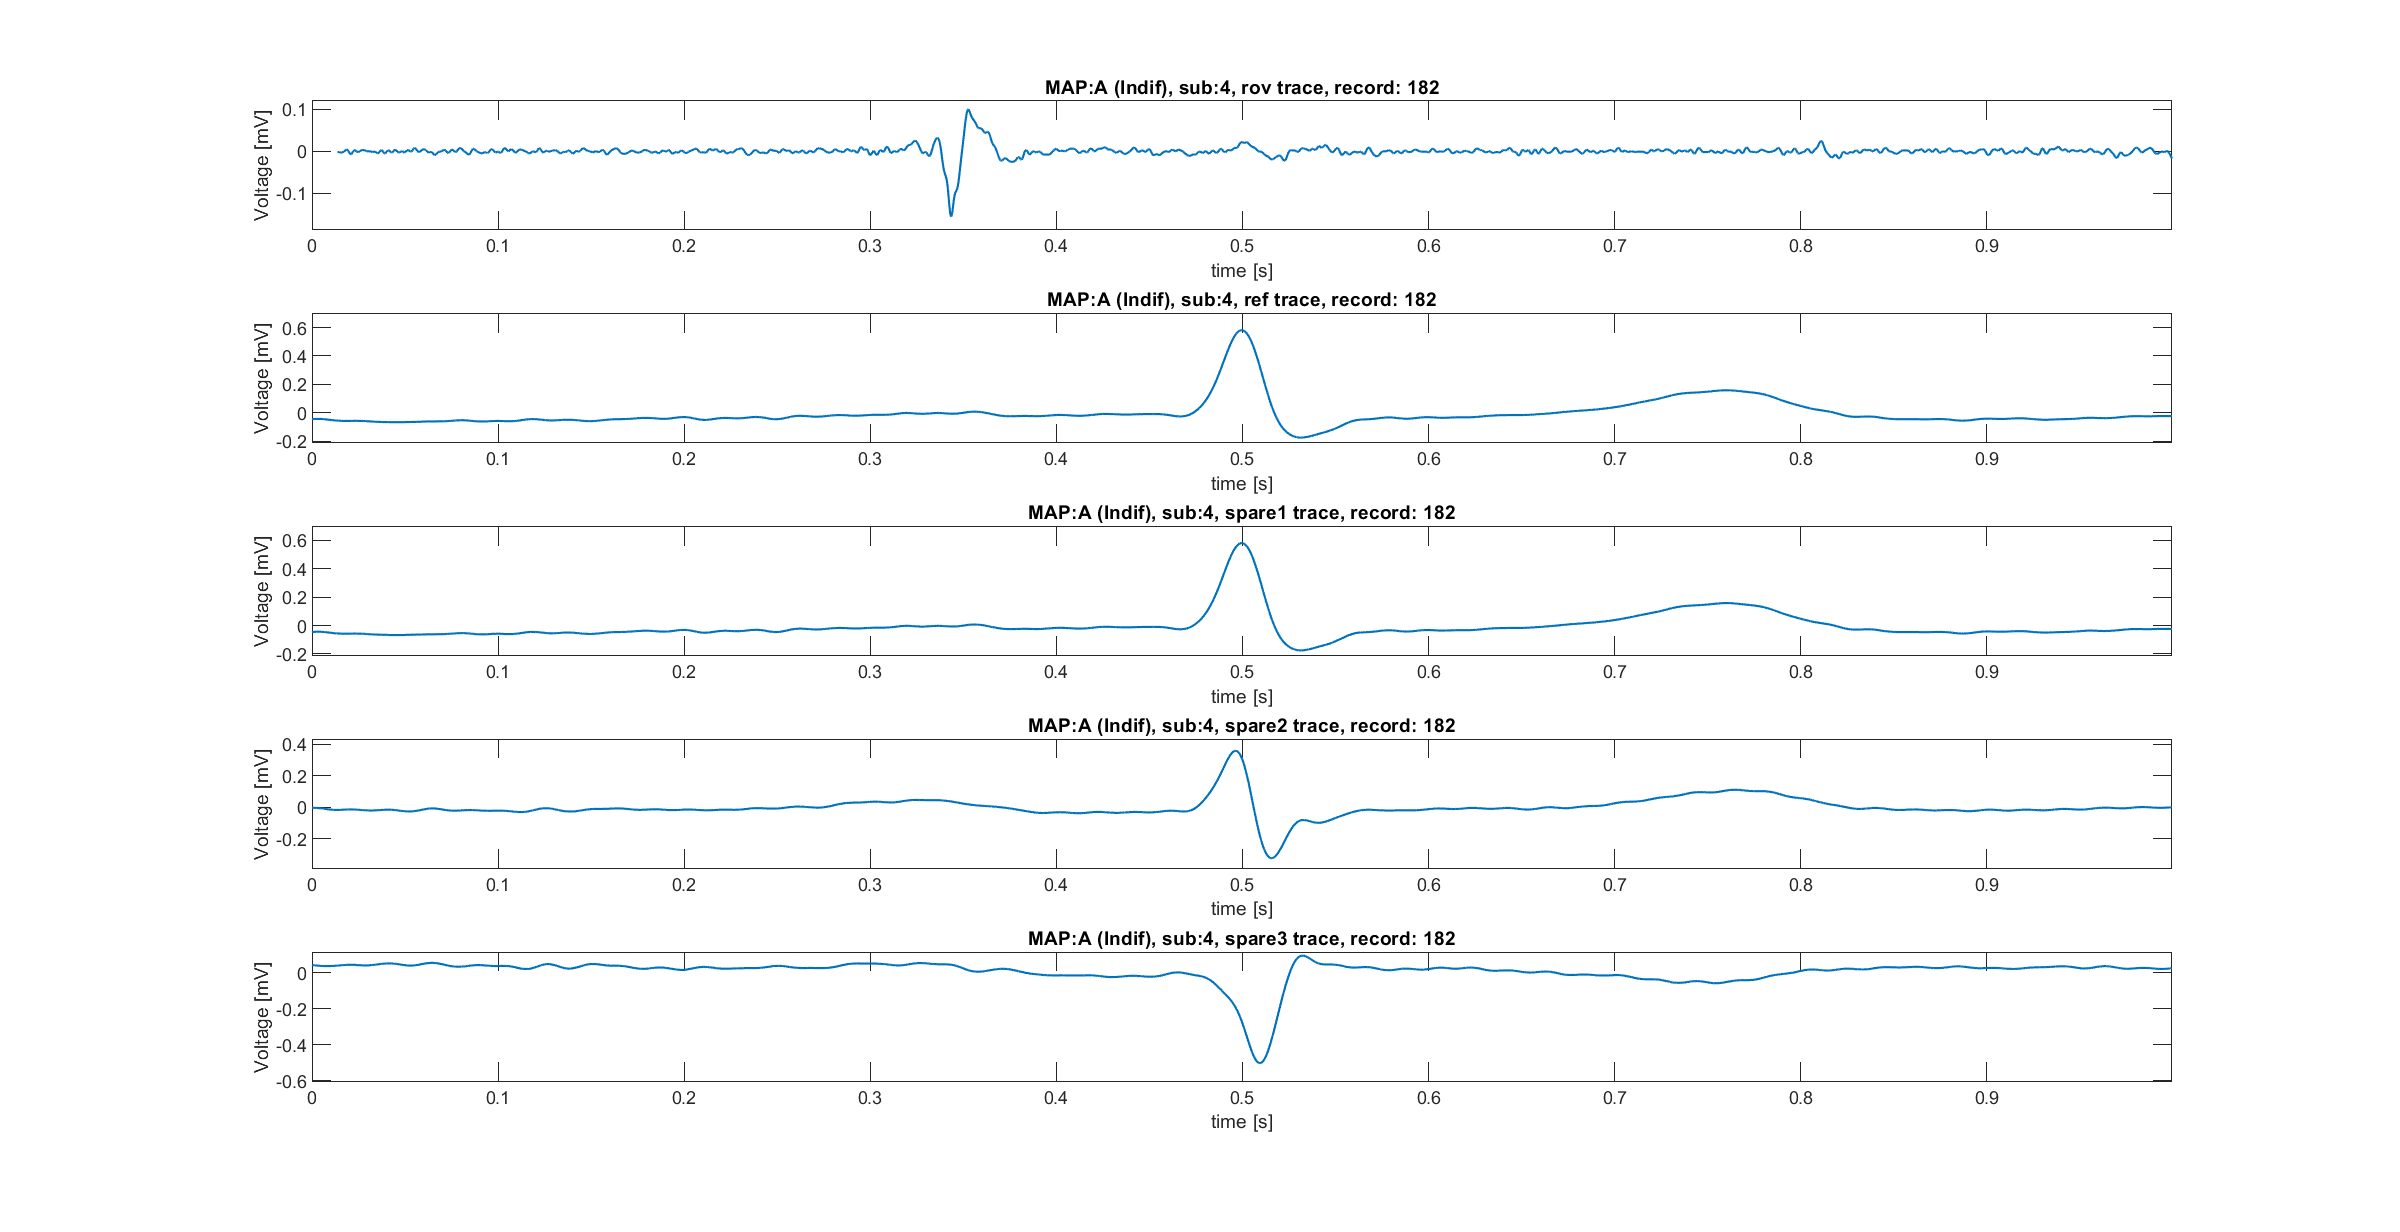 MAP:A (Indif), sub:4, rov trace, record: 182
Voltage [mV]
0.1
0
-0.1
0 0.1 0.2 0.3 0.4 0.5 0.6 0.7 0.8 0.9
time [s]
MAP:A (Indif), sub:4, ref trace, record: 182
Voltage [mV]
0.6
0.4
0.2
0
-0.2
0 0.1 0.2 0.3 0.4 0.5 0.6 0.7 0.8 0.9
time [s]
MAP:A (Indif), sub:4, spare1 trace, record: 182
Voltage [mV]
0.6
0.4
0.2
0
-0.2
0 0.1 0.2 0.3 0.4 0.5 0.6 0.7 0.8 0.9
time [s]
MAP:A (Indif), sub:4, spare2 trace, record: 182
Voltage [mV]
0.4
0.2
0
-0.2
0 0.1 0.2 0.3 0.4 0.5 0.6 0.7 0.8 0.9
time [s]
MAP:A (Indif), sub:4, spare3 trace, record: 182
Voltage [mV]
0
-0.2
-0.4
-0.6
0 0.1 0.2 0.3 0.4 0.5 0.6 0.7 0.8 0.9
time [s]